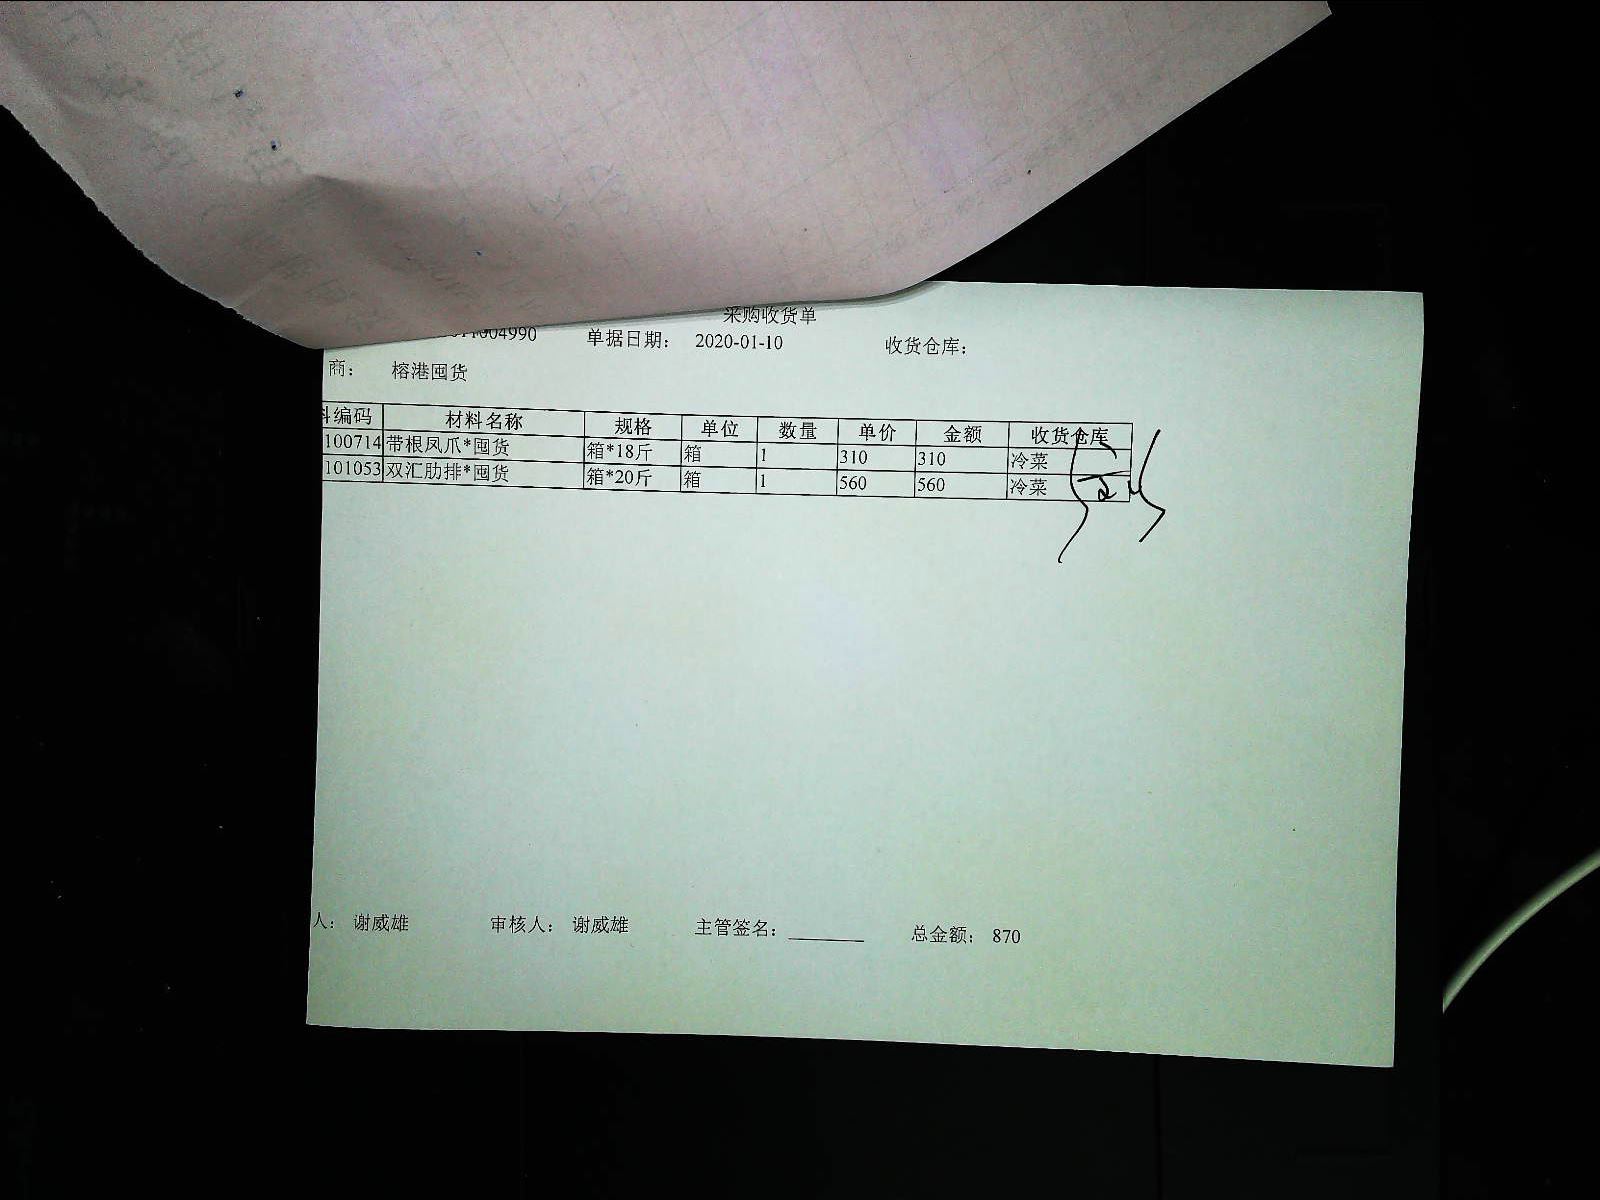 采购收货单
004990 单据日期： 2020-01-10 收货仓库：
商： 榕港囤货
料编码 材料名称 规格 单位 数量 单价 金额 收货仓库
100714 带根凤爪*囤货 箱*18斤 箱 1 310 310 冷菜
101053 双汇肋排*囤货 箱*20斤 箱 1 560 560 冷菜
人： 谢威雄 审核人： 谢威雄 主管签名： 总金额： 870